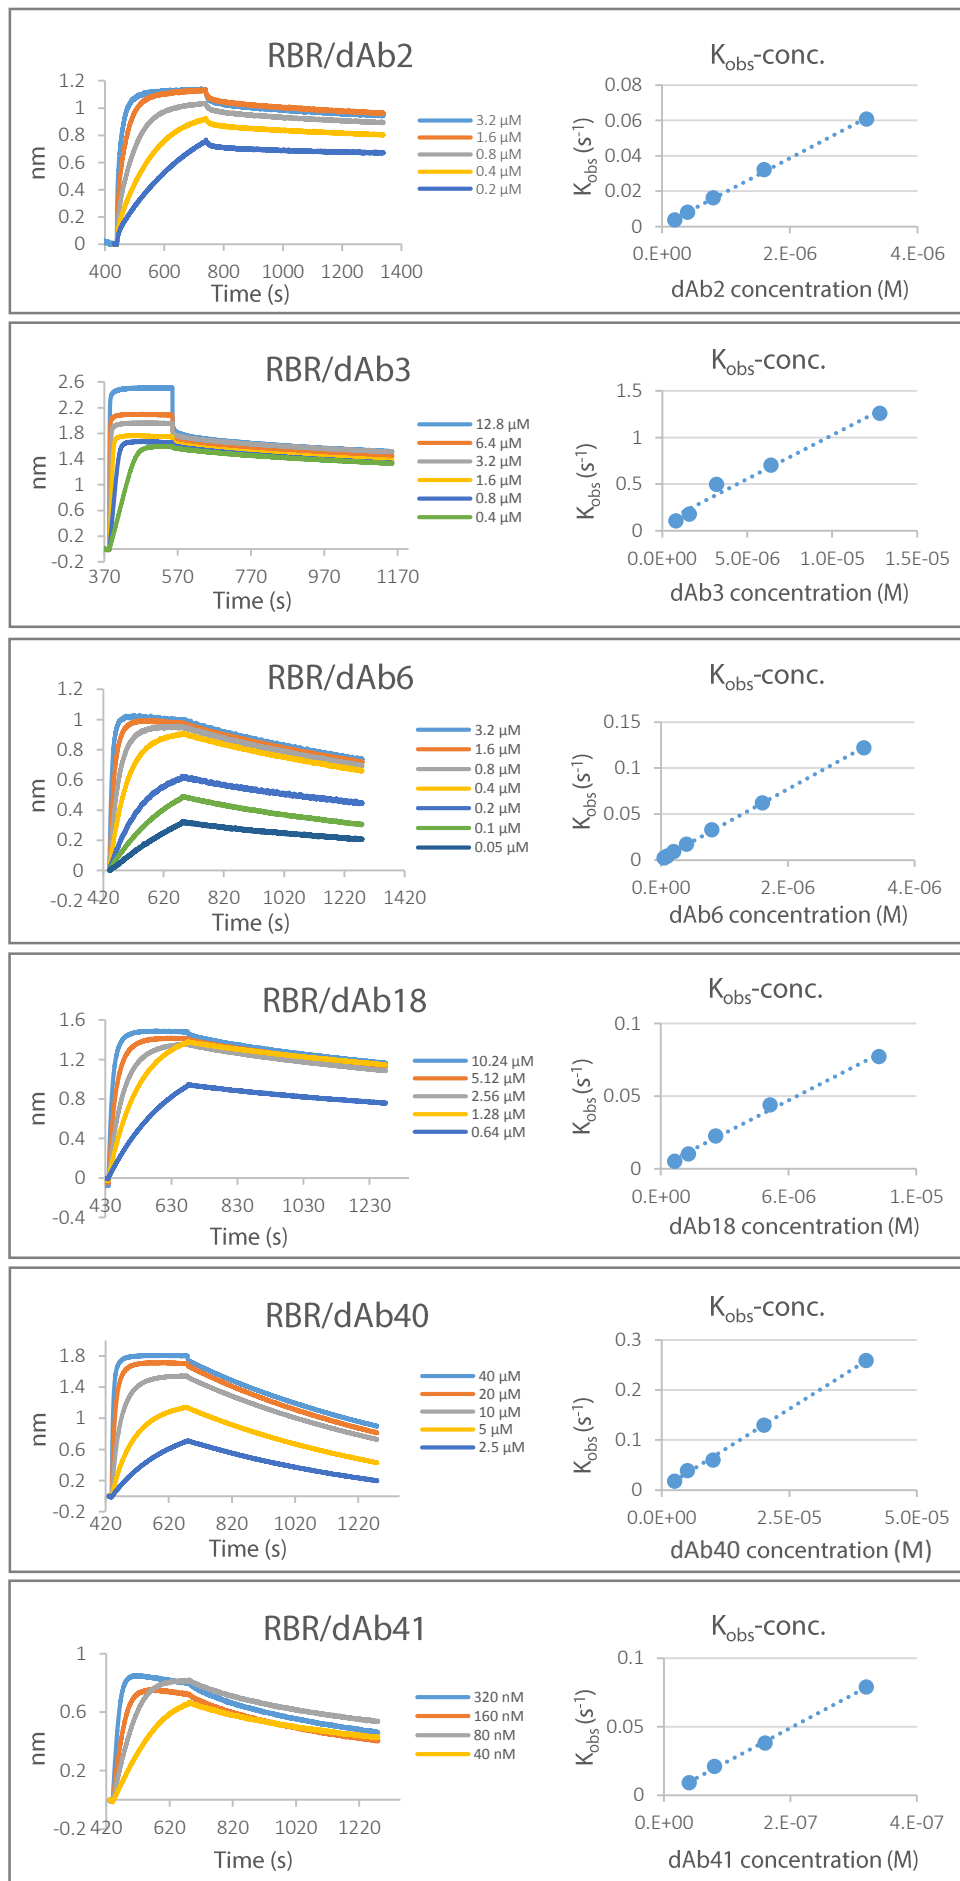 RBR/dAb2
1.2
1
0.8
0.6
0.4
0.2
0
nm
400 600 800 1000 1200 1400
Time (s)
3.2 µM
1.6 µM
0.8 µM
0.4 µM
0.2 µM
Kobs-conc.
0.08
0.06
0.04
0.02
0
Kobs (s-1)
0.E+00 2.E-06 4.E-06
dAb2 concentration (M)
RBR/dAb3
2.6
2.2
1.8
1.4
1
0.6
0.2
-0.2
nm
370 570 770 970 1170
Time (s)
12.8 µM
6.4 µM
3.2 µM
1.6 µM
0.8 µM
0.4 µM
Kobs-conc.
1.5
1
0.5
0
Kobs (s-1)
0.0E+00 5.0E-06 1.0E-05 1.5E-05
dAb3 concentration (M)
RBR/dAb6
1.2
1
0.8
0.6
0.4
0.2
0
-0.2
nm
420 620 820 1020 1220 1420
Time (s)
3.2 µM
1.6 µM
0.8 µM
0.4 µM
0.2 µM
0.1 µM
0.05 µM
Kobs-conc.
0.15
0.1
0.05
0
Kobs (s-1)
0.E+00 2.E-06 4.E-06
dAb6 concentration (M)
RBR/dAb18
1.6
1.2
0.8
0.4
0
-0.4
nm
430 630 830 1030 1230
Time (s)
10.24 µM
5.12 µM
2.56 µM
1.28 µM
0.64 µM
Kobs-conc.
0.1
0.05
0
Kobs (s-1)
0.E+00 6.E-06 1.E-05
dAb18 concentration (M)
RBR/dAb40
1.8
1.4
1
0.6
0.2
-0.2
nm
420 620 820 1020 1220
Time (s)
40 µM
20 µM
10 µM
5 µM
2.5 µM
Kobs-conc.
0.3
0.2
0.1
0
Kobs (s-1)
0.0E+00 2.5E-05 5.0E-05
dAb40 concentration (M)
RBR/dAb41
1
0.6
0.2
-0.2
nm
420 620 820 1020 1220
Time (s)
320 nM
160 nM
80 nM
40 nM
Kobs-conc.
0.1
0.05
0
Kobs (s-1)
0.E+00 2.E-07 4.E-07
dAb41 concentration (M)